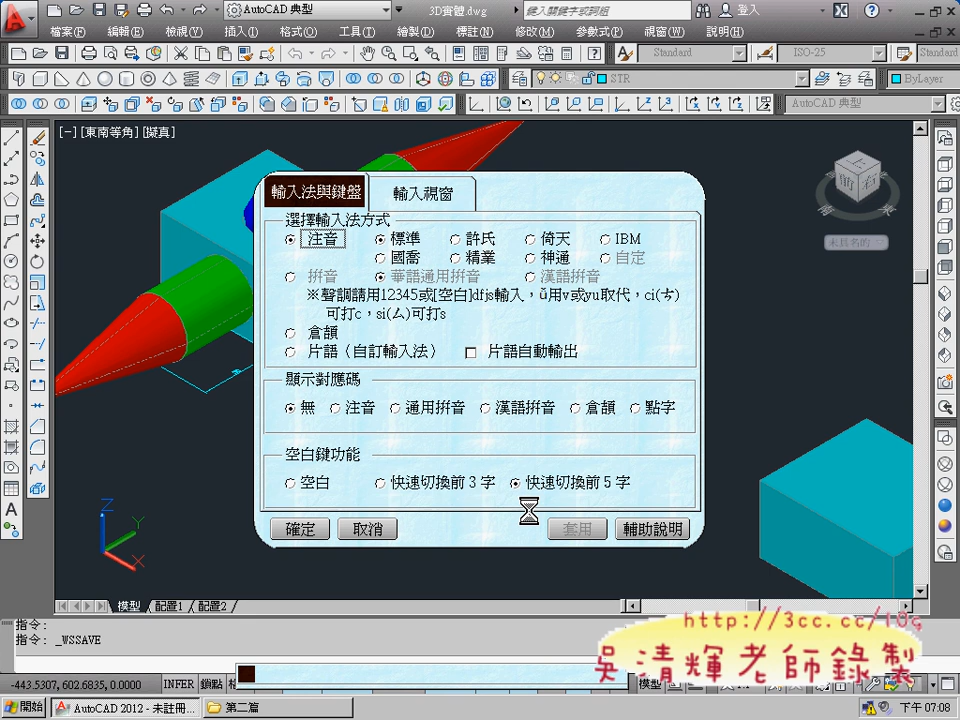 AutoCAD 典型
3D實體.dwg
鍵入關鍵字或詞組
登入
檔案(F) 編輯(E) 檢視(V) 插入(I) 格式(O) 工具(T) 繪製(D) 標註(N) 修改(M) 參數式(P) 視窗(W) 說明(H)
Standard ISO-25 Standard
STR ByLayer
AutoCAD 典型
[−] [東南等角] [擬真]
上 前 右 南 東
未具名的
輸入法與鍵盤 輸入視窗
選擇輸入法方式
注音 標準 許氏 倚天 IBM
國喬 精業 神通 自定
拼音 華語通用拼音 漢語拼音
※聲調請用12345或[空白]dfjs輸入，ü用v或yu取代，ci(ㄘ)
可打c，si(ㄙ)可打s
倉頡
片語（自訂輸入法） 片語自動輸出
顯示對應碼
無 注音 通用拼音 漢語拼音 倉頡 點字
空白鍵功能
空白 快速切換前 3 字 快速切換前 5 字
確定 取消 套用 輔助說明
Z
Y
X
模型 配置1 配置2
指令:
指令: _WSSAVE
http://3cc.cc/10g
吳清輝老師錄製
-443.5307, 602.6835, 0.0000 INFER 鎖點 格 模型
開始 AutoCAD 2012 - 未註冊... 第二篇 下午 07:08